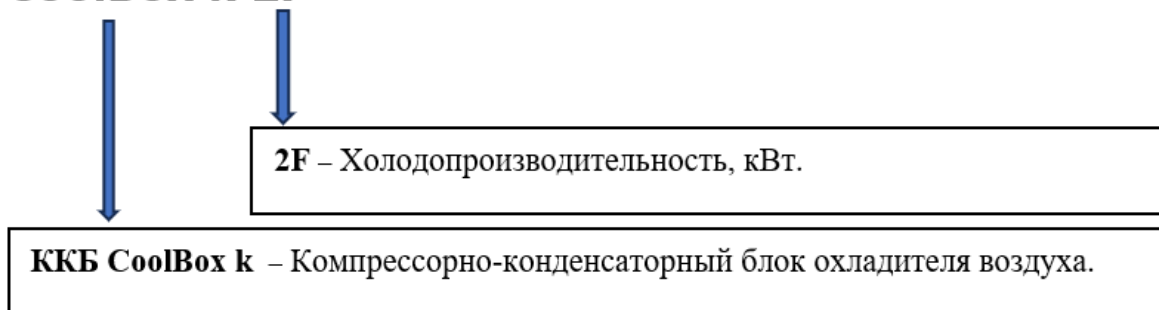 2F – Холодопроизводительность, кВт.
ККБ CoolBox k – Компрессорно-конденсаторный блок охладителя воздуха.